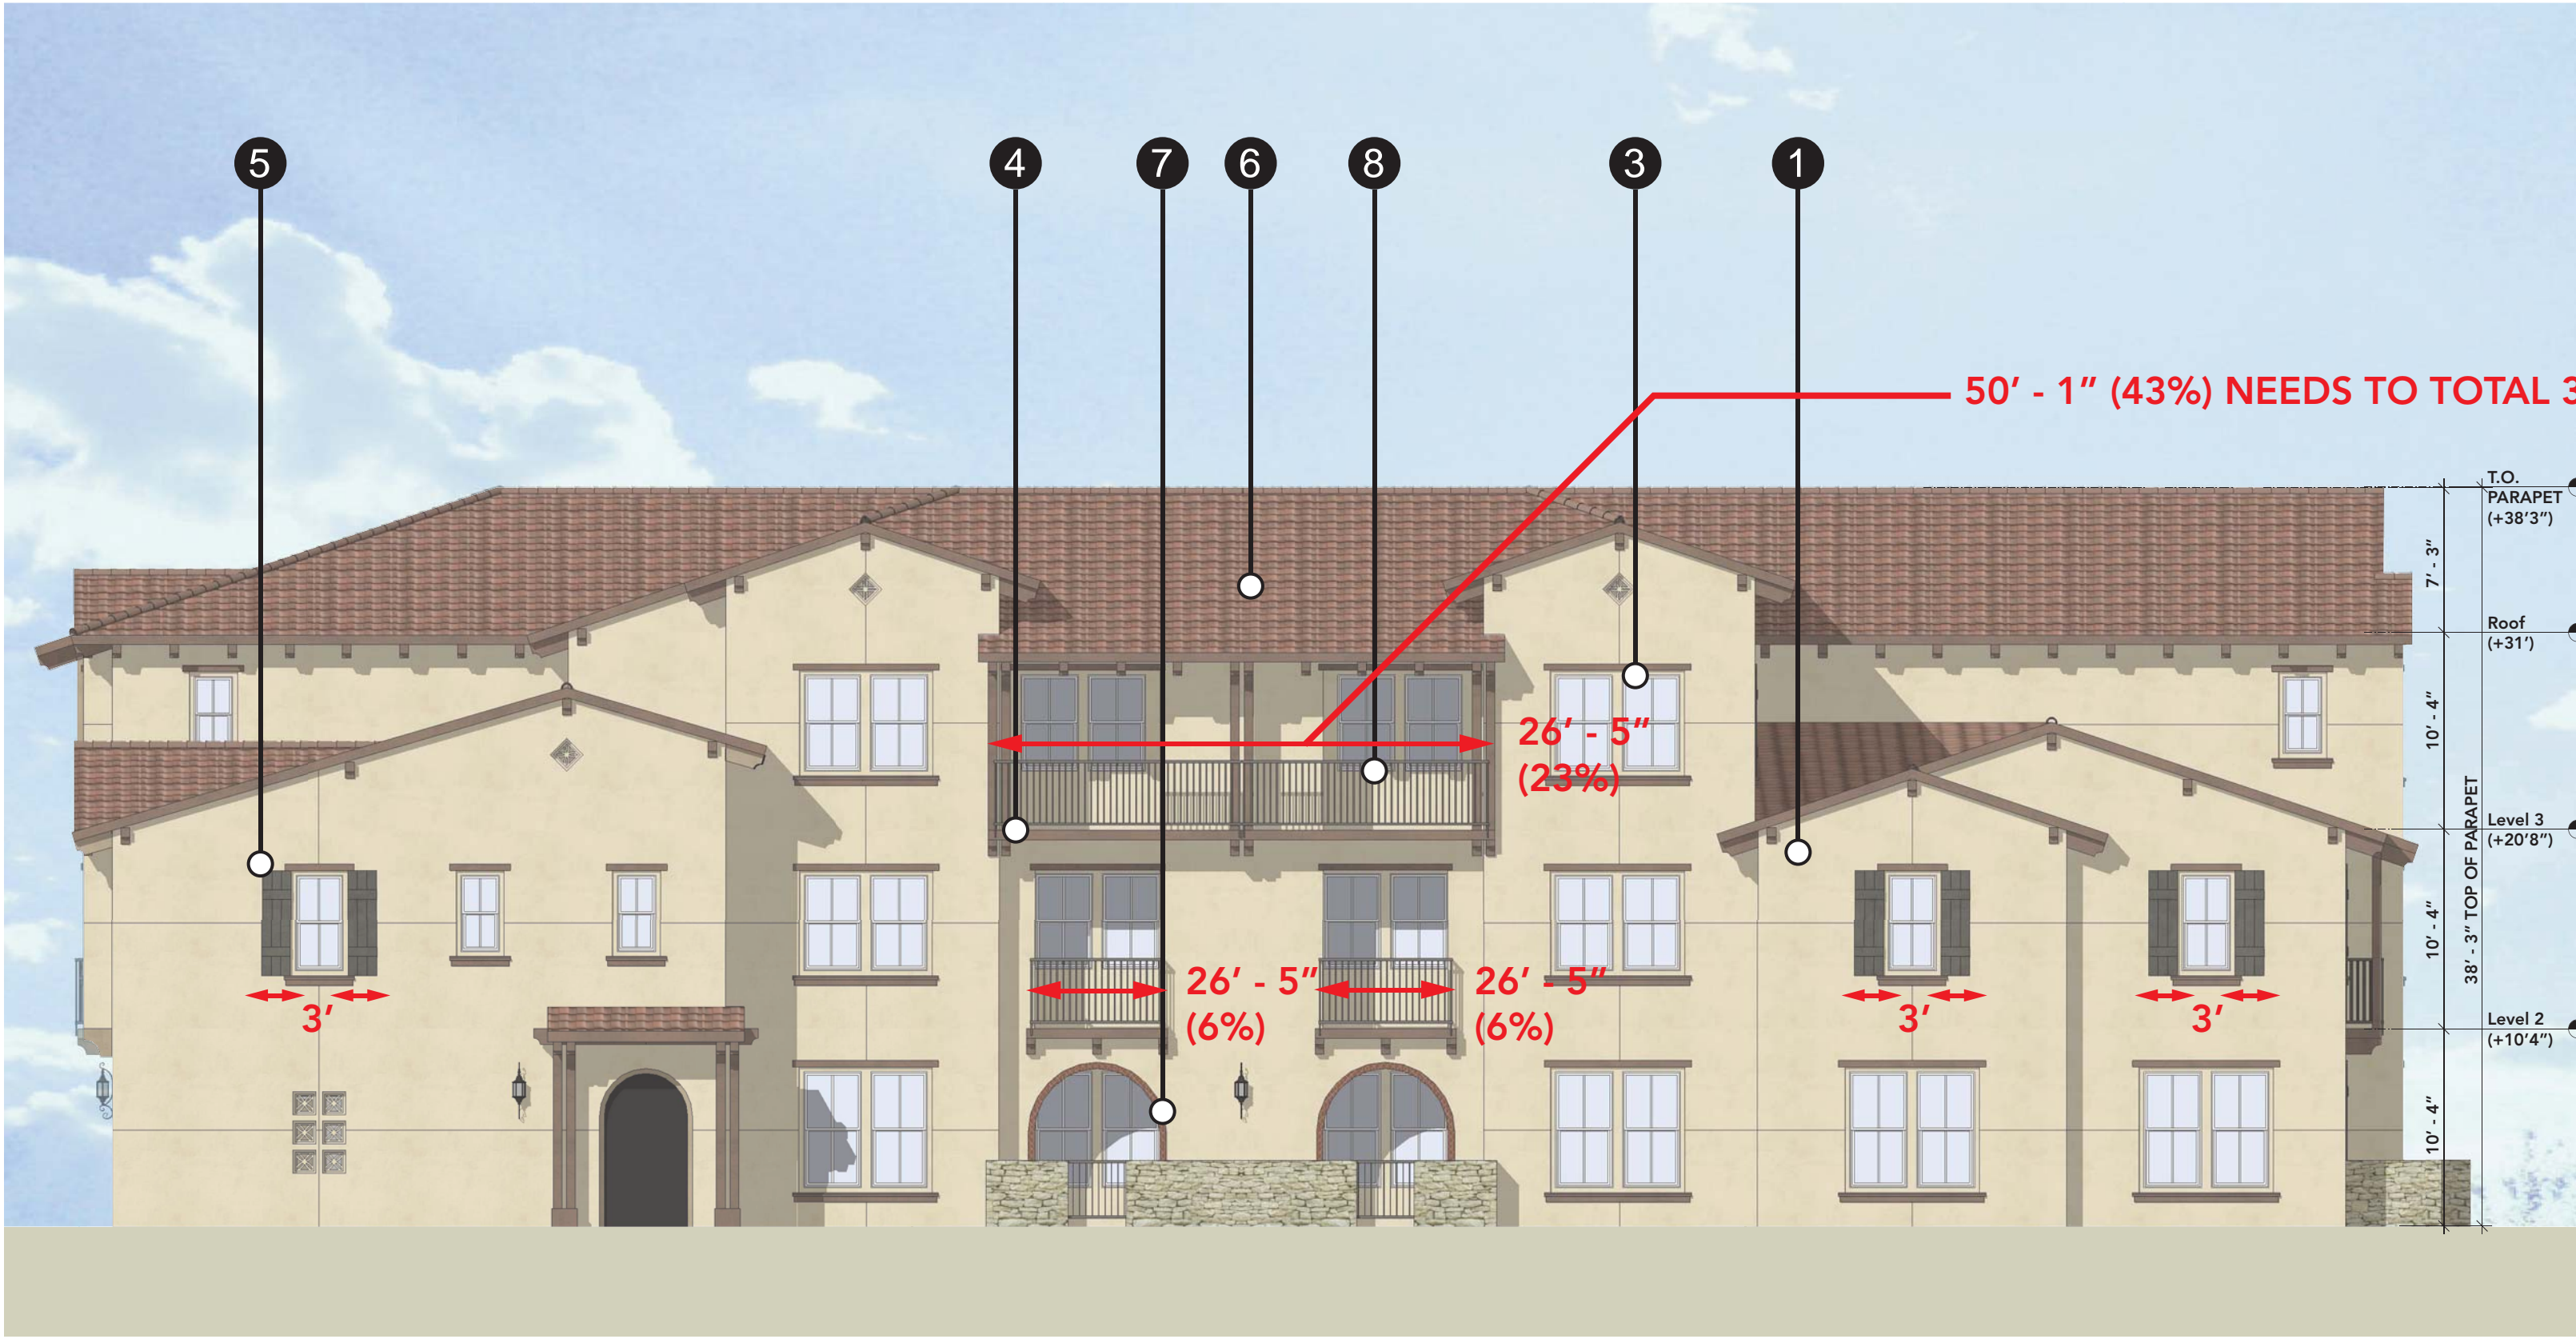 5
4
7
6
8
3
1
50' - 1" (43%) NEEDS TO TOTAL 3
T.O.
PARAPET
(+38'3")
7' - 3"
Roof
(+31')
10' - 4"
26' - 5"
(23%)
38' - 3" TOP OF PARAPET
Level 3
(+20'8")
10' - 4"
26' - 5"
(6%)
26' - 5"
(6%)
3'
3'
3'
Level 2
(+10'4")
10' - 4"